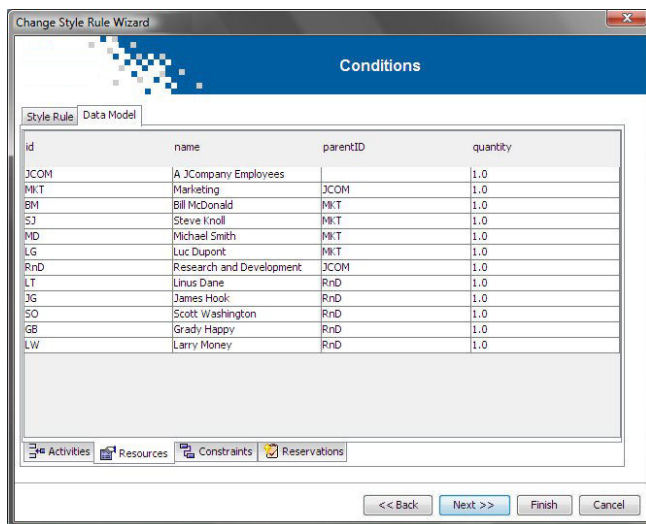 Change Style Rule Wizard
Conditions
Style Rule Data Model
id name parentID quantity
JCOM A JCompany Employees 1.0
MKT Marketing JCOM 1.0
BM Bill McDonald MKT 1.0
SJ Steve Knoll MKT 1.0
MD Michael Smith MKT 1.0
LG Luc Dupont MKT 1.0
RnD Research and Development JCOM 1.0
LT Linus Dane RnD 1.0
JG James Hook RnD 1.0
SO Scott Washington RnD 1.0
GB Grady Happy RnD 1.0
LW Larry Money RnD 1.0
Activities Resources Constraints Reservations
<< Back Next >> Finish Cancel